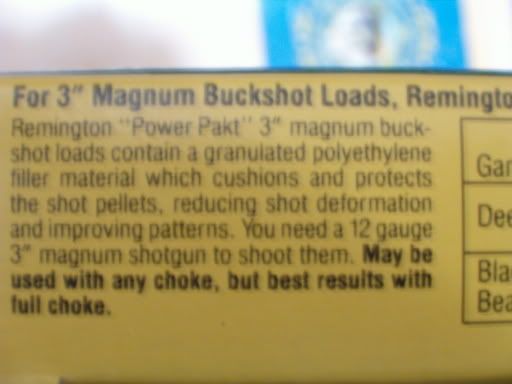 For 3" Magnum Buckshot Loads, Remingto
Remington "Power Pakt" 3" magnum buck-
shot loads contain a granulated polyethylene
filler material which cushions and protects
the shot pellets, reducing shot deformation
and improving patterns. You need a 12 gauge
3" magnum shotgun to shoot them. May be
used with any choke, but best results with
full choke.
Gar
Dee
Bla
Bea